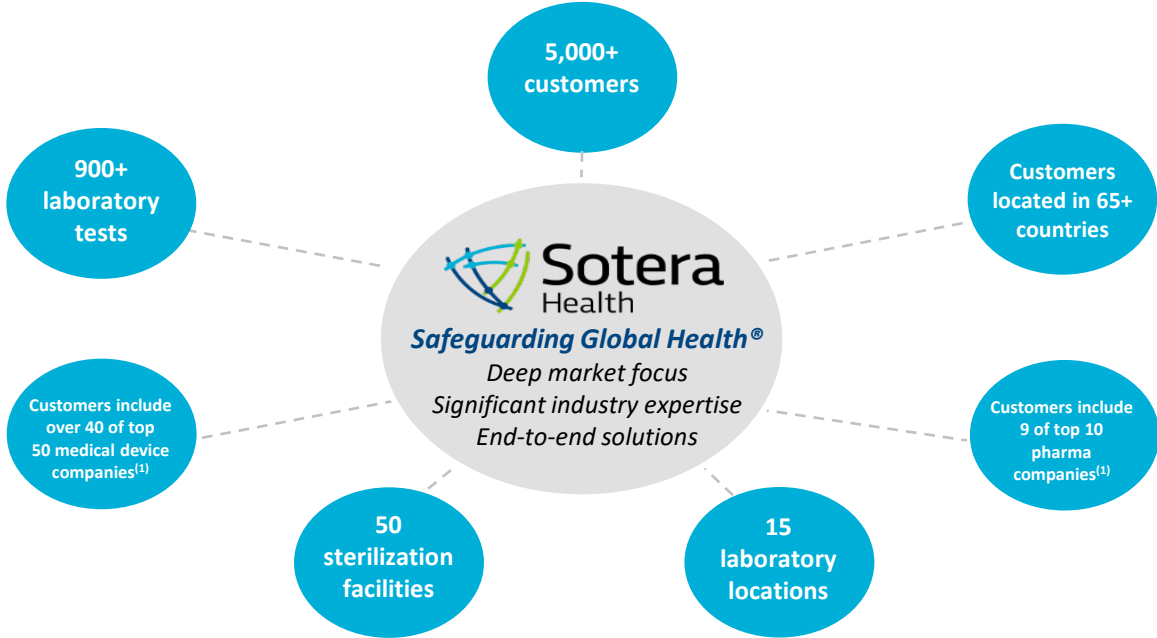 5,000+
customers
900+
laboratory
tests
Customers
located in 65+
countries
Sotera
Health
Safeguarding Global Health®
Deep market focus
Significant industry expertise
End-to-end solutions
Customers include
over 40 of top
50 medical device
companies(1)
Customers include
9 of top 10
pharma
companies(1)
50
sterilization
facilities
15
laboratory
locations